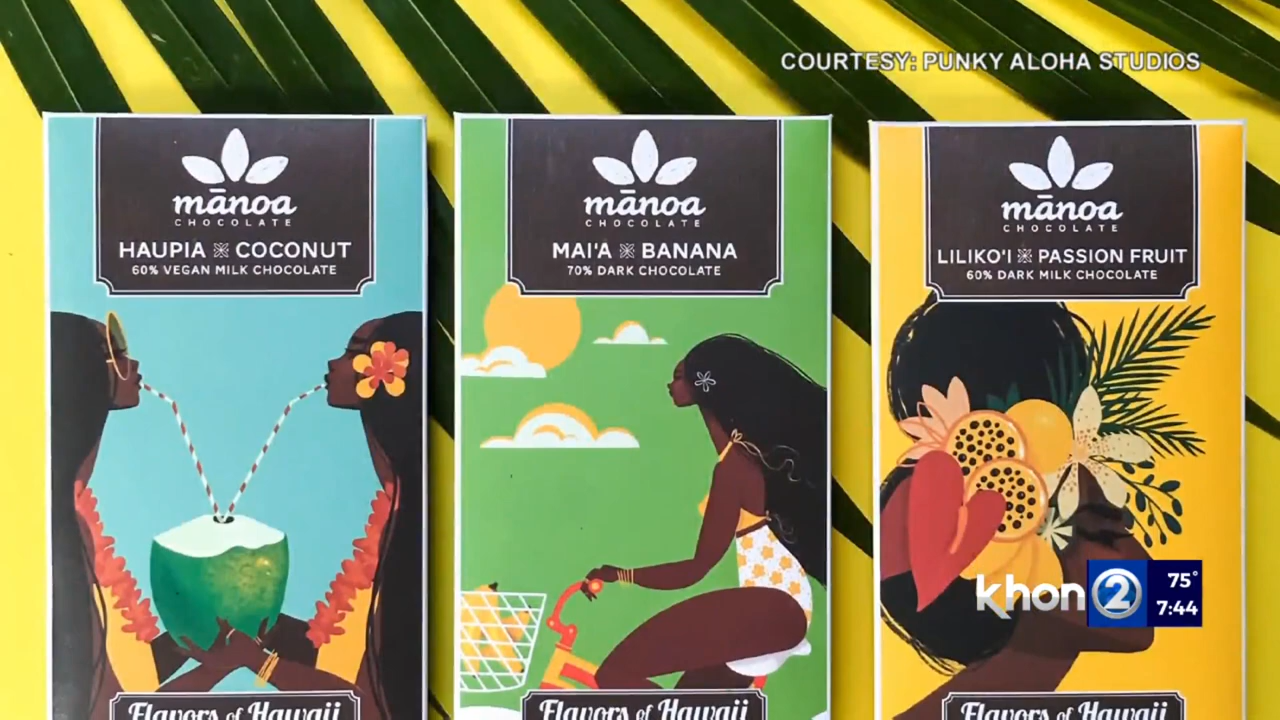 COURTESY: PUNKY ALOHA STUDIOS
mānoa
CHOCOLATE
HAUPIA COCONUT
60% VEGAN MILK CHOCOLATE
Flavors of Hawaii
mānoa
CHOCOLATE
MAI'A BANANA
70% DARK CHOCOLATE
Flavors of Hawaii
mānoa
CHOCOLATE
LILIKO'I PASSION FRUIT
60% DARK MILK CHOCOLATE
Flavors of Hawaii
khon 2
75°
7:44